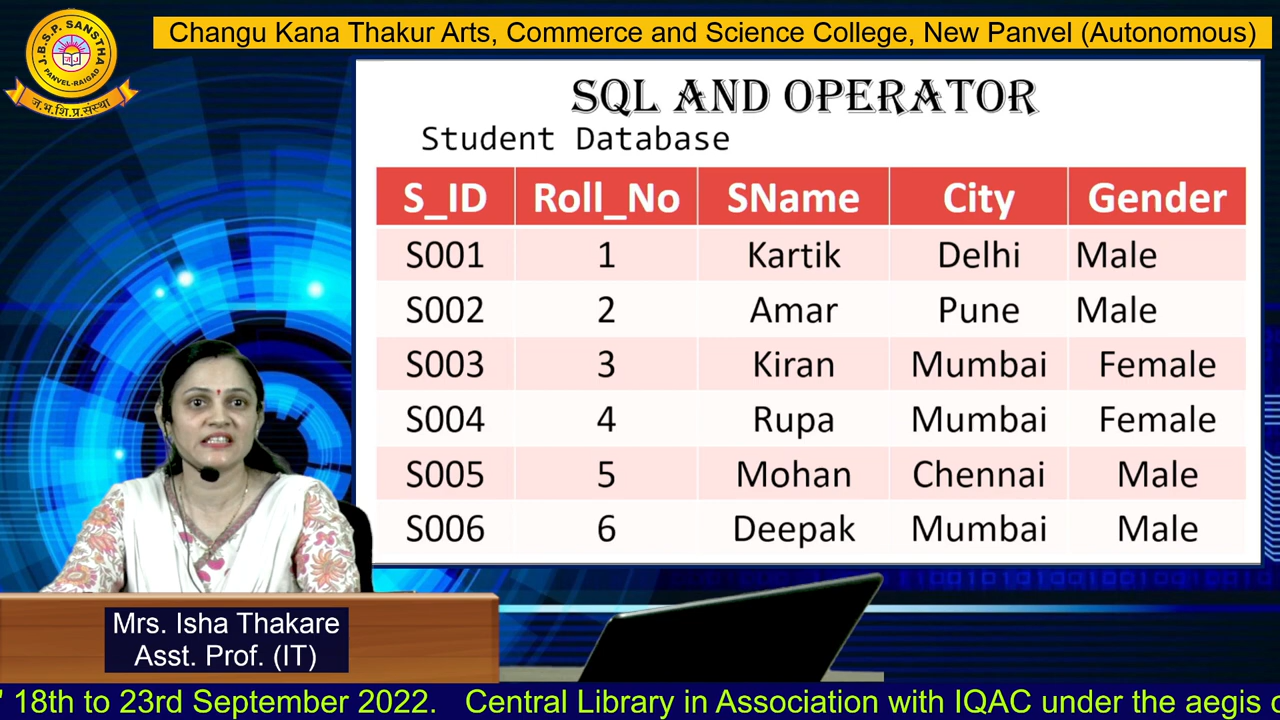 Changu Kana Thakur Arts, Commerce and Science College, New Panvel (Autonomous)
J.B.S.P. SANSTHA
PANVEL-RAIGAD
ज.भ.शि.प्र.संस्था
SQL AND OPERATOR
Student Database
S_ID Roll_No SName City Gender
S001 1 Kartik Delhi Male
S002 2 Amar Pune Male
S003 3 Kiran Mumbai Female
S004 4 Rupa Mumbai Female
S005 5 Mohan Chennai Male
S006 6 Deepak Mumbai Male
Mrs. Isha Thakare
Asst. Prof. (IT)
' 18th to 23rd September 2022. Central Library in Association with IQAC under the aegis